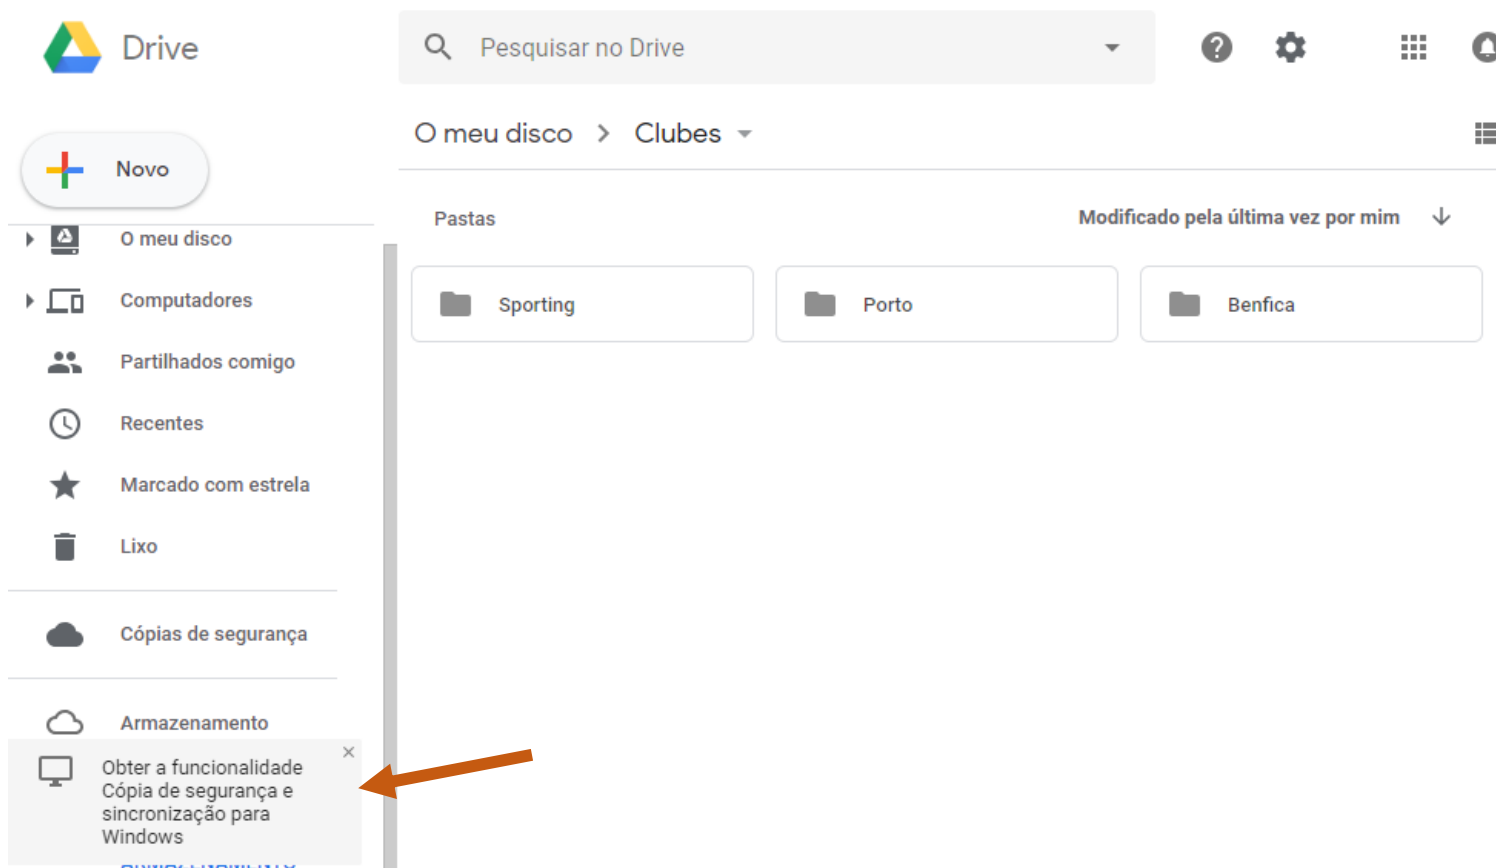 Drive
Pesquisar no Drive
O meu disco > Clubes
Novo
Pastas
Modificado pela última vez por mim
O meu disco
Computadores
Partilhados comigo
Recentes
Marcado com estrela
Lixo
Cópias de segurança
Armazenamento
Sporting
Porto
Benfica
Obter a funcionalidade
Cópia de segurança e
sincronização para
Windows